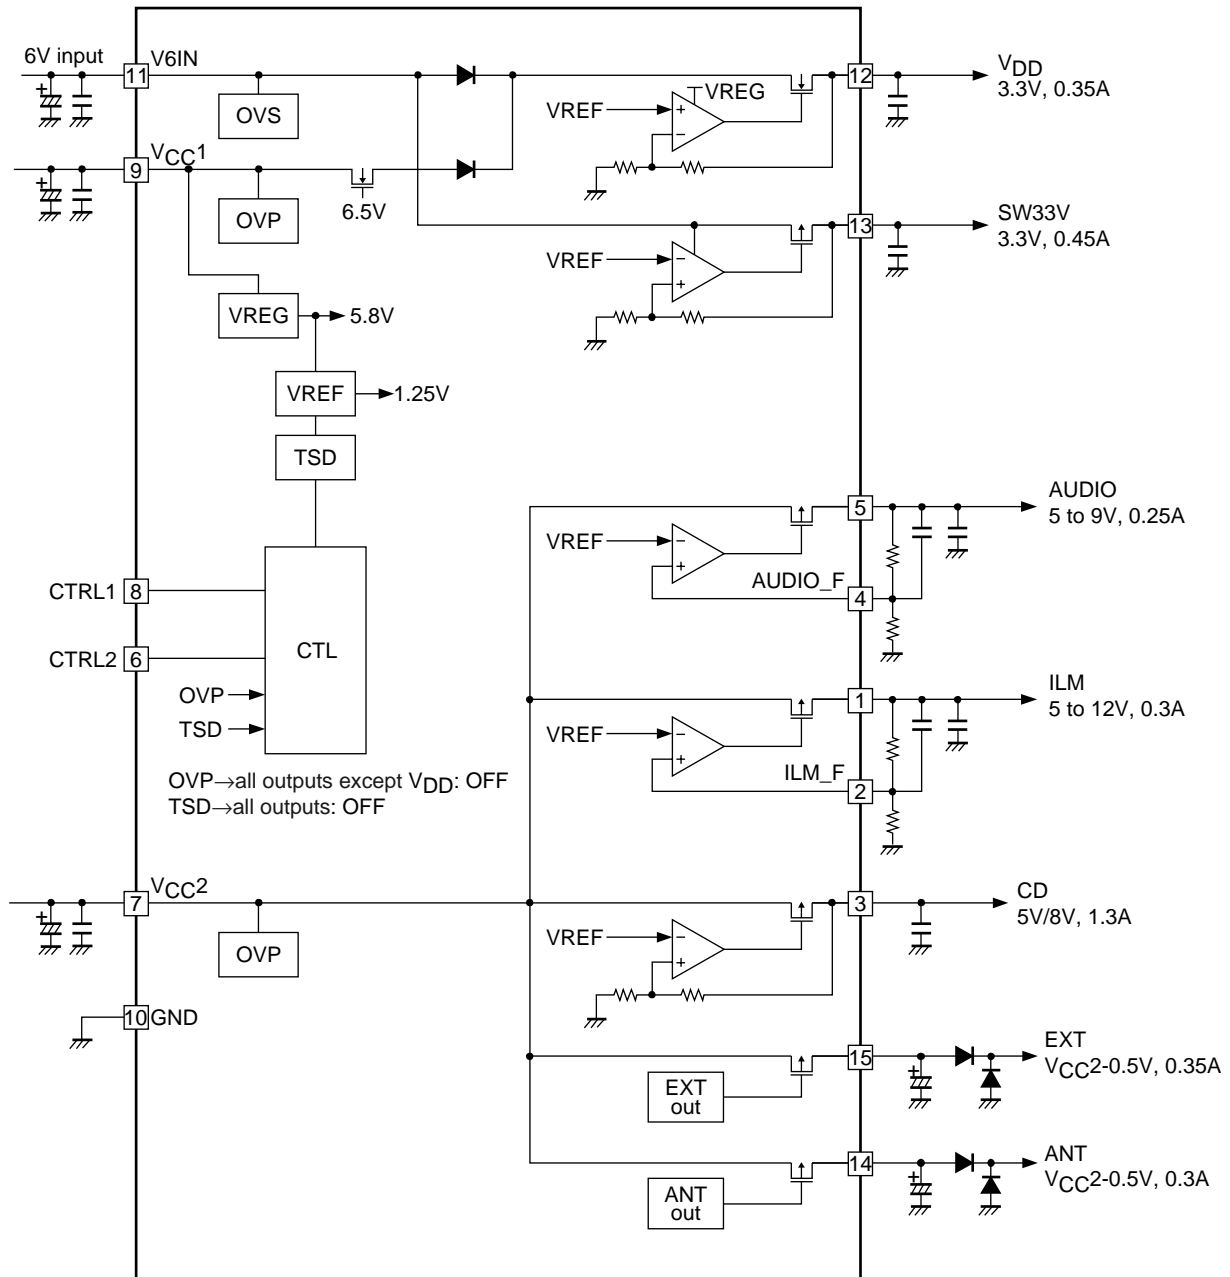 6V input
V6IN
11
OVS
VREF
VREG
+
−
12
VDD
3.3V, 0.35A
9
VCC1
OVP
6.5V
13
SW33V
3.3V, 0.45A
VREF
−
+
VREG
5.8V
VREF
1.25V
TSD
5
AUDIO
5 to 9V, 0.25A
VREF
−
+
AUDIO_F
4
CTRL1
8
CTRL2
6
CTL
OVP
TSD
OVP→all outputs except VDD: OFF
TSD→all outputs: OFF
1
ILM
5 to 12V, 0.3A
VREF
−
+
ILM_F
2
7
VCC2
OVP
3
CD
5V/8V, 1.3A
VREF
−
+
10
GND
15
EXT
VCC2-0.5V, 0.35A
EXT
out
14
ANT
VCC2-0.5V, 0.3A
ANT
out